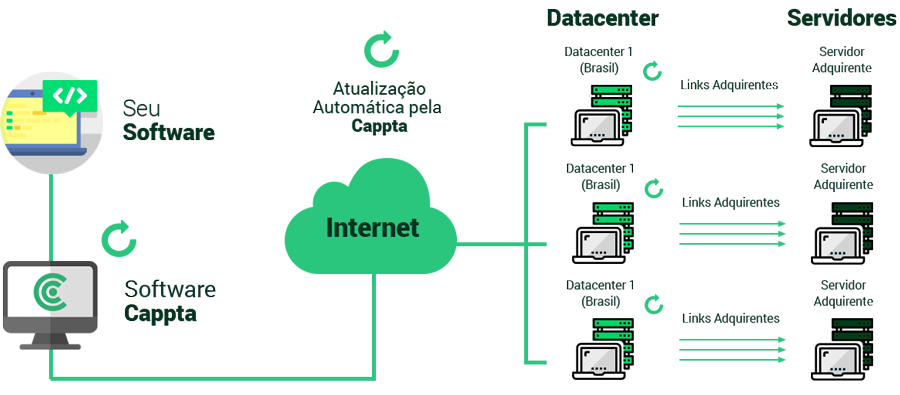 Datacenter
Servidores
Atualização
Automática pela
Cappta
</>
Seu
Software
Internet
Software
Cappta
Datacenter 1
(Brasil)
Links Adquirentes
Servidor
Adquirente
Datacenter 1
(Brasil)
Links Adquirentes
Servidor
Adquirente
Datacenter 1
(Brasil)
Links Adquirentes
Servidor
Adquirente